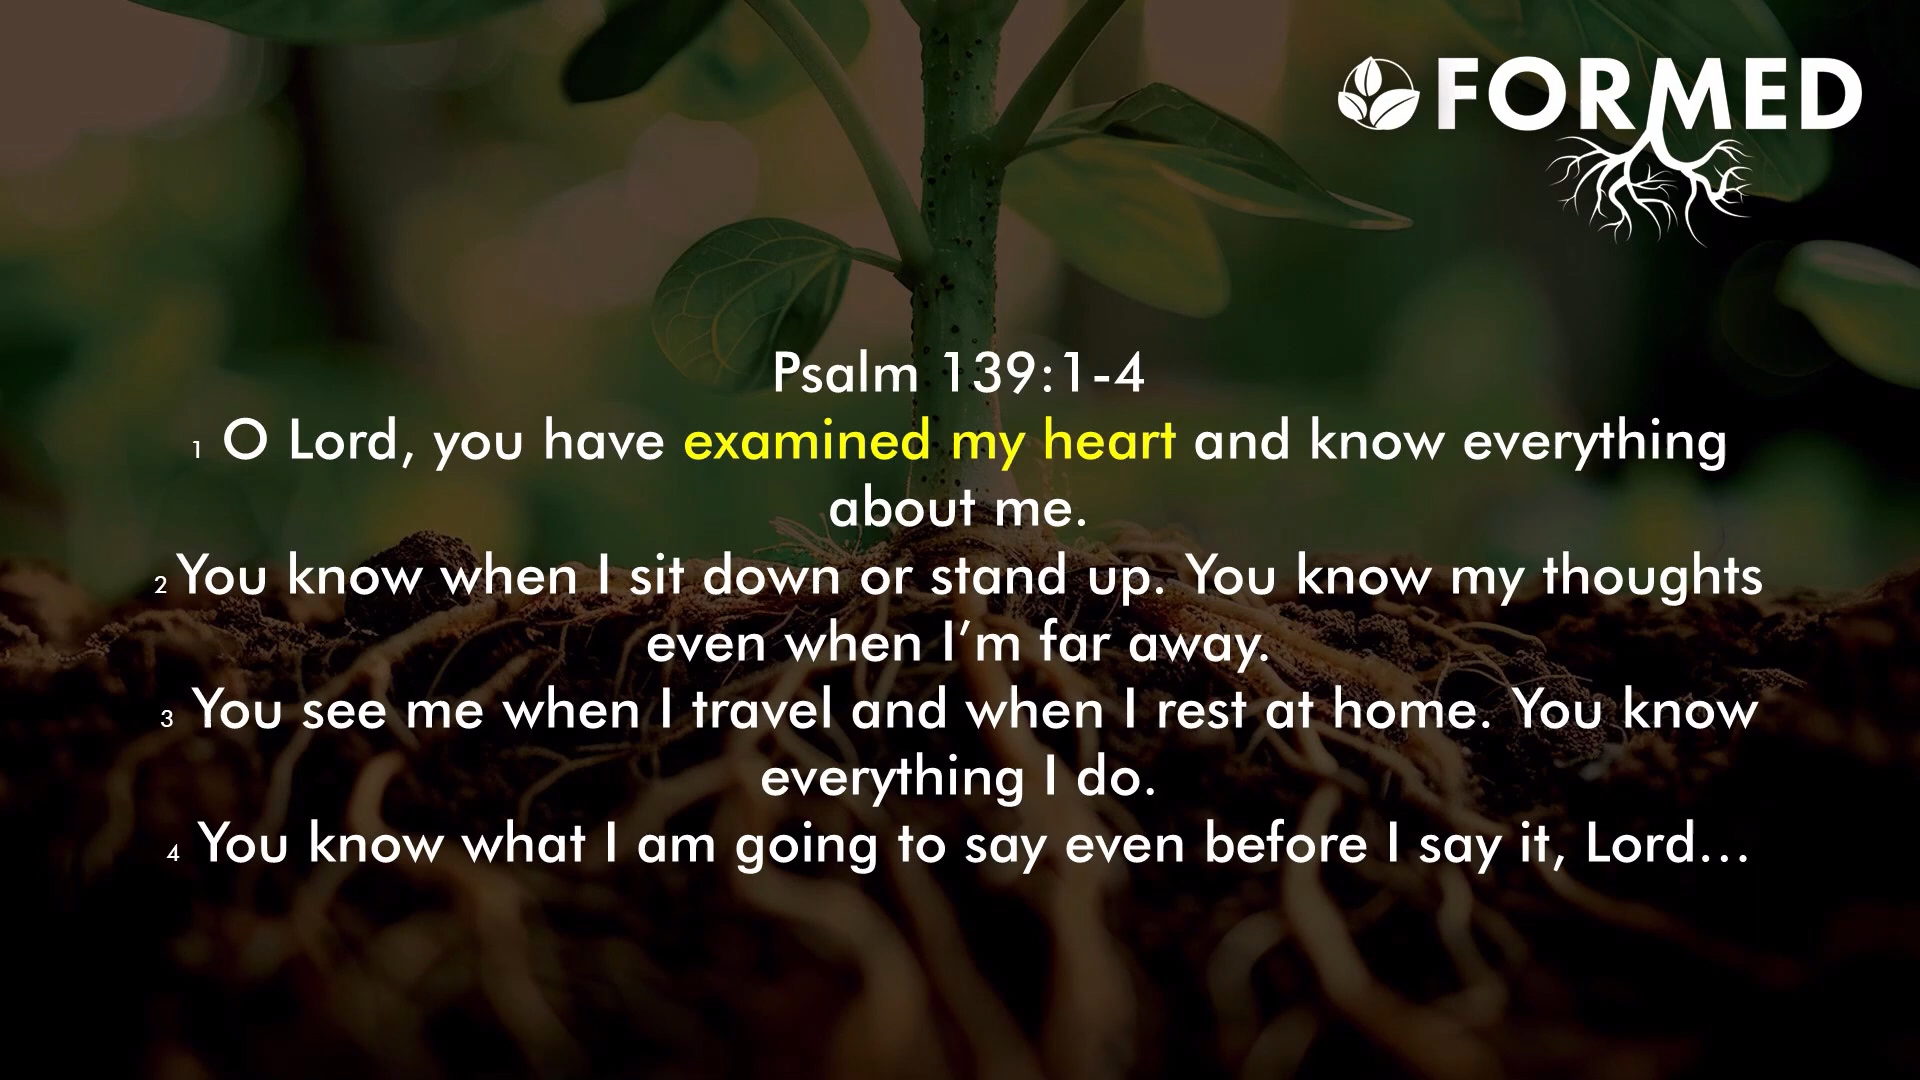 FORMED
Psalm 139:1-4
1 O Lord, you have examined my heart and know everything
about me.
2 You know when I sit down or stand up. You know my thoughts
even when I’m far away.
3 You see me when I travel and when I rest at home. You know
everything I do.
4 You know what I am going to say even before I say it, Lord…